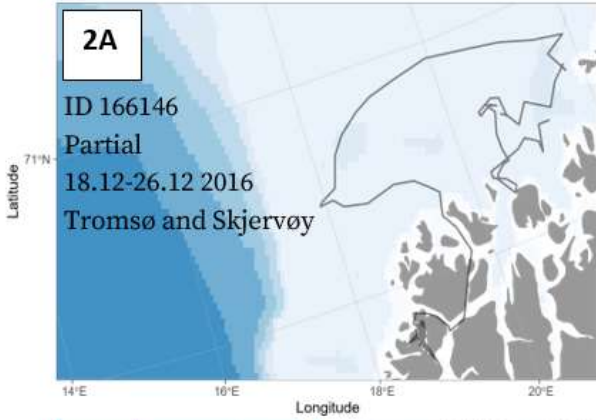 2A
ID 166146
Partial
18.12-26.12 2016
Tromsø and Skjervøy
71°N
Latitude
14°E
16°E
18°E
20°E
Longitude